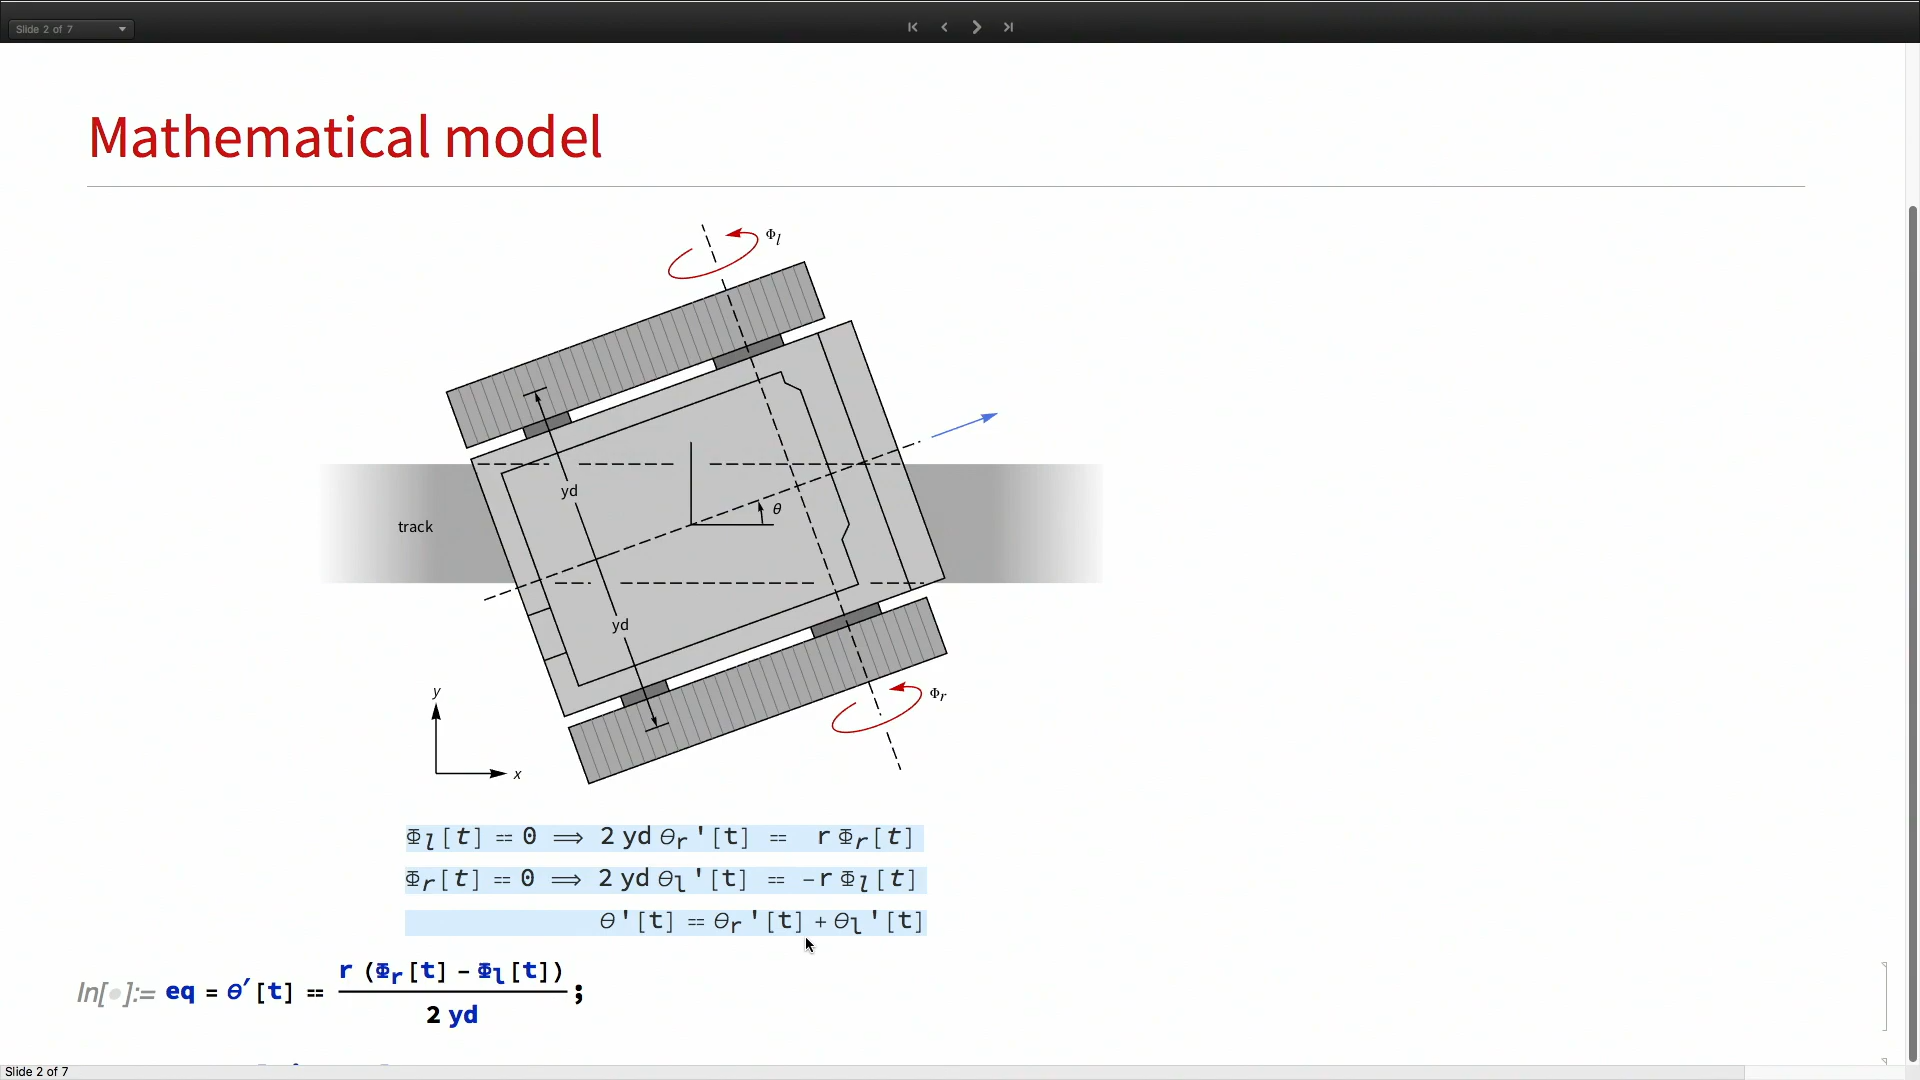 Slide 2 of 7
Mathematical model
Φl
yd
θ
track
yd
Φr
y
x
Φl[t] == 0 ⟹ 2 yd θr'[t] == r Φr[t]
Φr[t] == 0 ⟹ 2 yd θl'[t] == -r Φl[t]
θ'[t] == θr'[t] + θl'[t]
In[•]:= eq = θ′[t] == r (Φr[t] - Φl[t]) / 2 yd ;
Slide 2 of 7